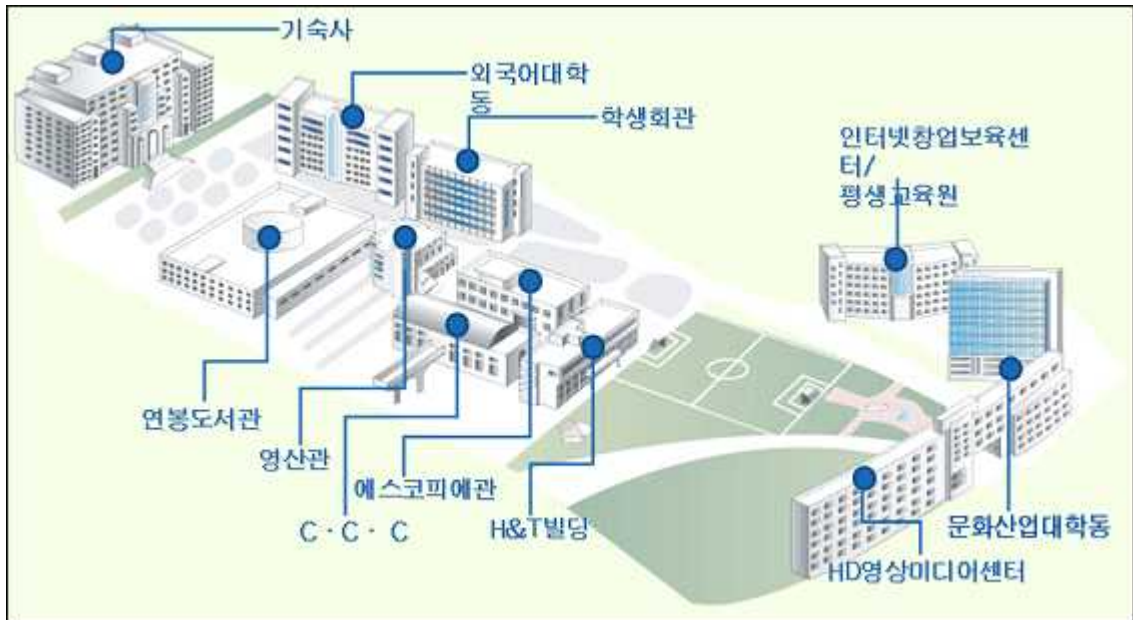 기숙사
외국어대학
동
학생회관
인터넷창업보육센
터/
평생교육원
연봉도서관
영산관
에스코피에관
C · C · C
H&T빌딩
문화산업대학동
HD영상미디어센터